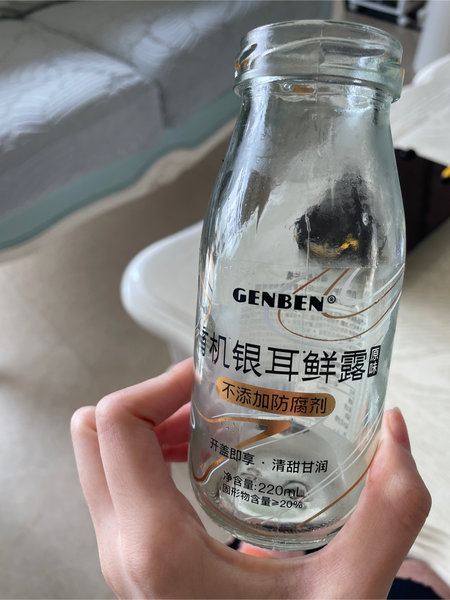 GENBEN®
有机银耳鲜露 原味
不添加防腐剂
开盖即享·清甜甘润
净含量:220mL
固形物含量≥20%